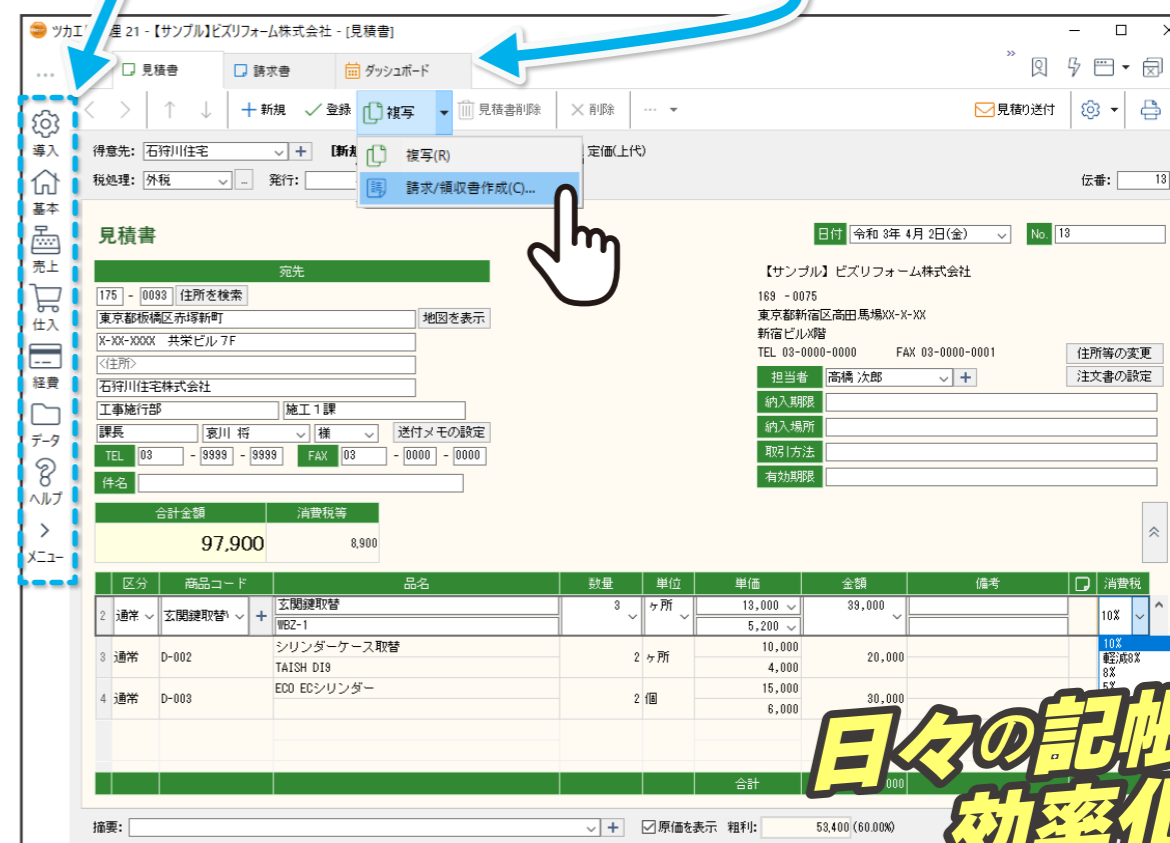 ツカエ 理 21 - 【サンプル】ビズリフォーム株式会社 - [見積書]
見積書 請求書 ダッシュボード
新規 登録 複写 見積書削除 削除 見積り送付
導入
基本
売上
仕入
経費
データ
ヘルプ
メニュー
複写(R)
請求/領収書作成(C)...
得意先: 石狩川住宅 [新規 定価(上代)
税処理: 外税 発行: 伝番: 13
見積書
日付 令和 3年 4月 2日(金) No. 13
宛先
175 - 0093 住所を検索
東京都板橋区赤塚新町 地図を表示
X-XX-XXXX 共栄ビル 7F
<住所>
石狩川住宅株式会社
工事施行部 施工1課
課長 哀川 将 様 送付メモの設定
TEL 03 - 9999 - 9999 FAX 03 - 0000 - 0000
件名
【サンプル】ビズリフォーム株式会社
169 - 0075
東京都新宿区高田馬場XX-X-XX
新宿ビルX階
TEL 03-0000-0000 FAX 03-0000-0001 住所等の変更
担当者 高橋 次郎 注文書の設定
納入期限
納入場所
取引方法
有効期限
合計金額 消費税等
97,900 8,900
区分 商品コード 品名 数量 単位 単価 金額 備考 消費税
2 通常 玄関鍵取替 玄関鍵取替 3 ヶ所 13,000 39,000 10%
WBZ-1 5,200
3 通常 D-002 シリンダーケース取替 2 ヶ所 10,000 20,000
TAISH DI9 4,000
4 通常 D-003 ECO ECシリンダー 2 個 15,000 30,000
6,000
10%
軽減8%
8%
5%
合計 000
摘要: 原価を表示 粗利: 53,400 (60.00%)
日々の記帳
効率化